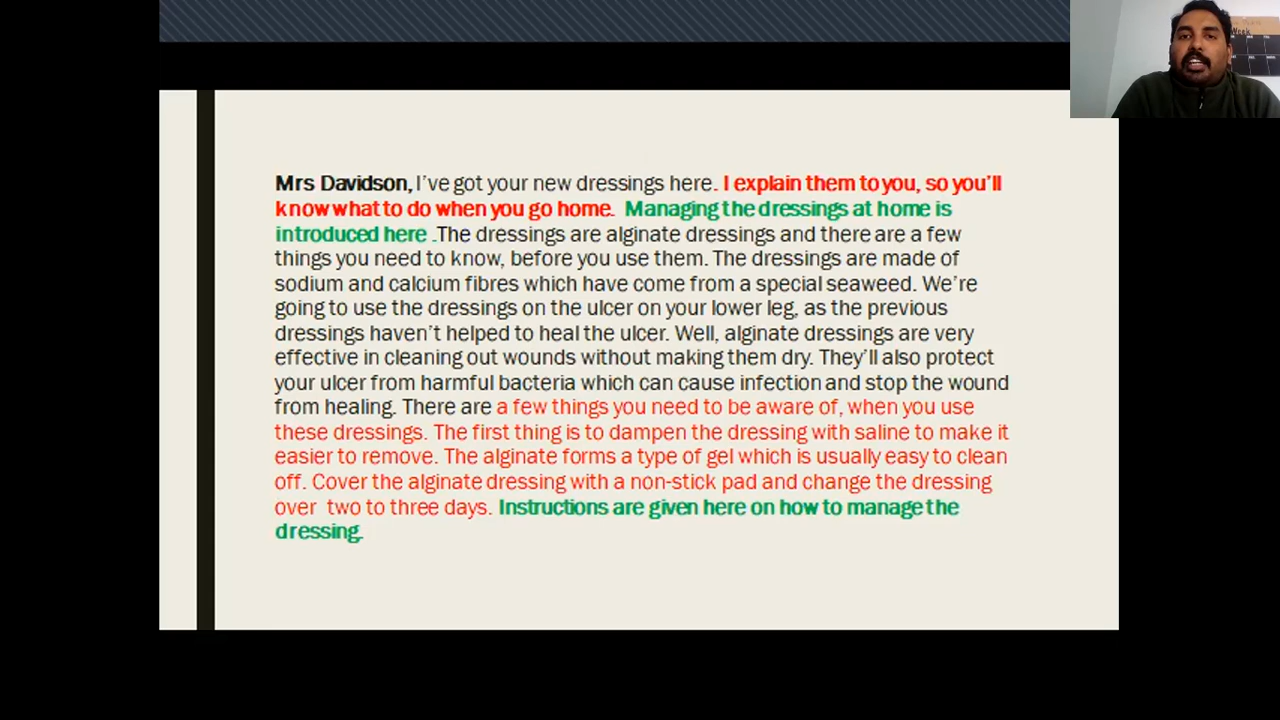 Mrs Davidson, I've got your new dressings here. I explain them to you, so you'll
know what to do when you go home. Managing the dressings at home is
introduced here .The dressings are alginate dressings and there are a few
things you need to know, before you use them. The dressings are made of
sodium and calcium fibres which have come from a special seaweed. We're
going to use the dressings on the ulcer on your lower leg, as the previous
dressings haven't helped to heal the ulcer. Well, alginate dressings are very
effective in cleaning out wounds without making them dry. They'll also protect
your ulcer from harmful bacteria which can cause infection and stop the wound
from healing. There are a few things you need to be aware of, when you use
these dressings. The first thing is to dampen the dressing with saline to make it
easier to remove. The alginate forms a type of gel which is usually easy to clean
off. Cover the alginate dressing with a non-stick pad and change the dressing
over two to three days. Instructions are given here on how to manage the
dressing.